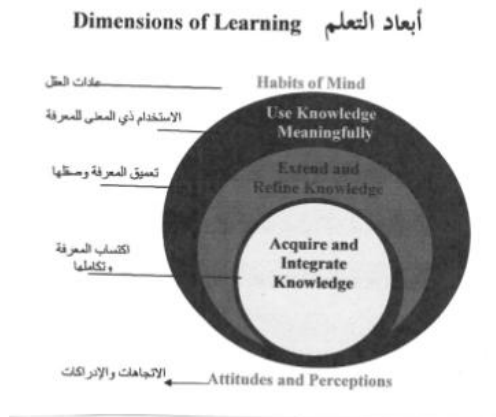 Dimensions of Learning أبعاد التعلم
عادات العقل
Habits of Mind
الاستخدام ذي المعنى للمعرفة
Use Knowledge
Meaningfully
تعميق المعرفة وصقلها
Extend and
Refine Knowledge
اكتساب المعرفة
وتكاملها
Acquire and
Integrate
Knowledge
الاتجاهات والإدراكات
Attitudes and Perceptions